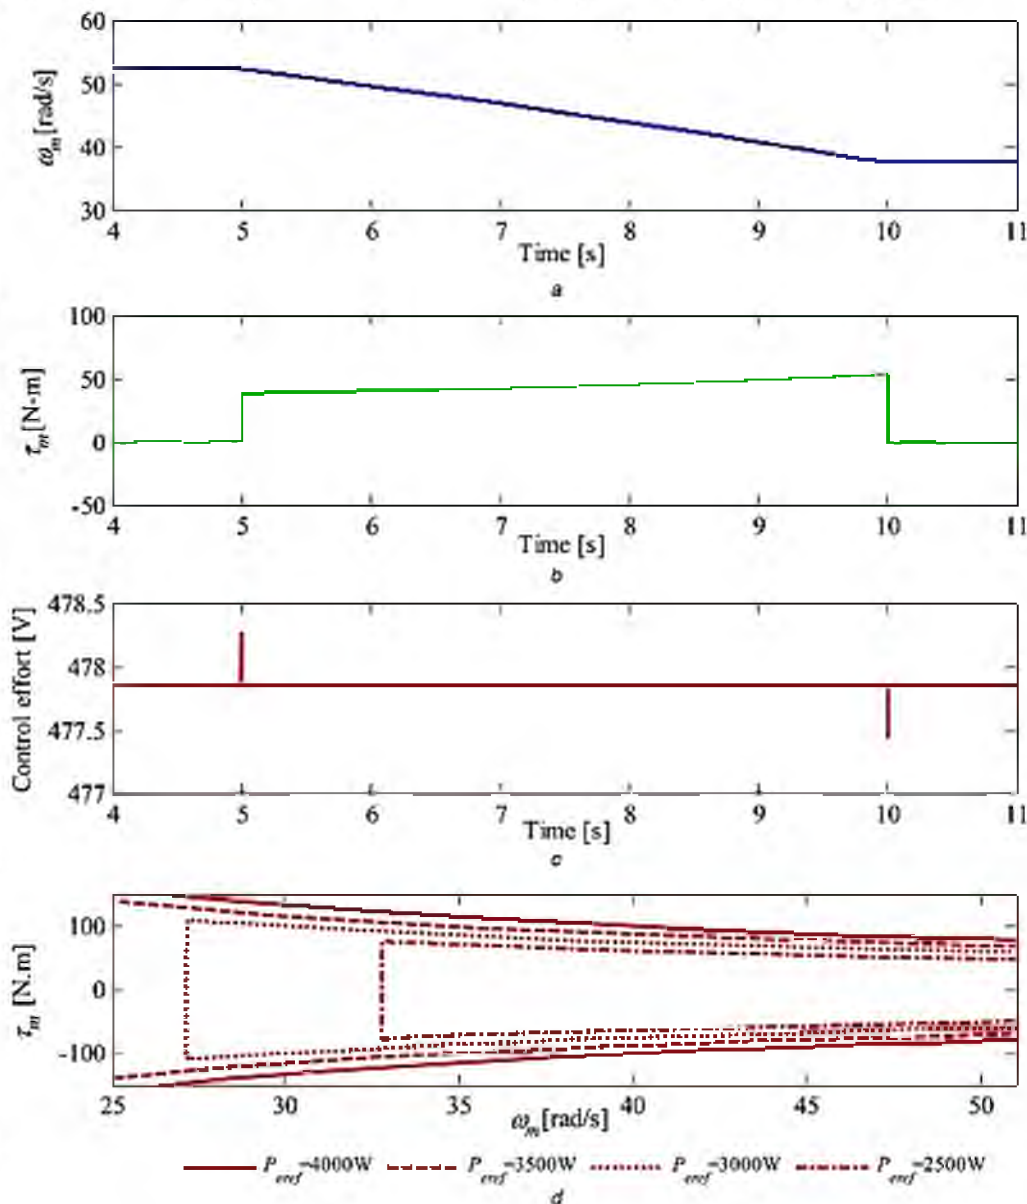 60
50
40
30
ω_m [rad/s]
4 5 6 7 8 9 10 11
Time [s]
a
100
50
0
-50
τ_m [N-m]
4 5 6 7 8 9 10 11
Time [s]
b
478.5
478
477.5
477
Control effort [V]
4 5 6 7 8 9 10 11
Time [s]
c
100
0
-100
τ_m [N.m]
25 30 35 40 45 50
ω_m [rad/s]
P_eref=4000W P_eref=3500W P_eref=3000W P_eref=2500W
d